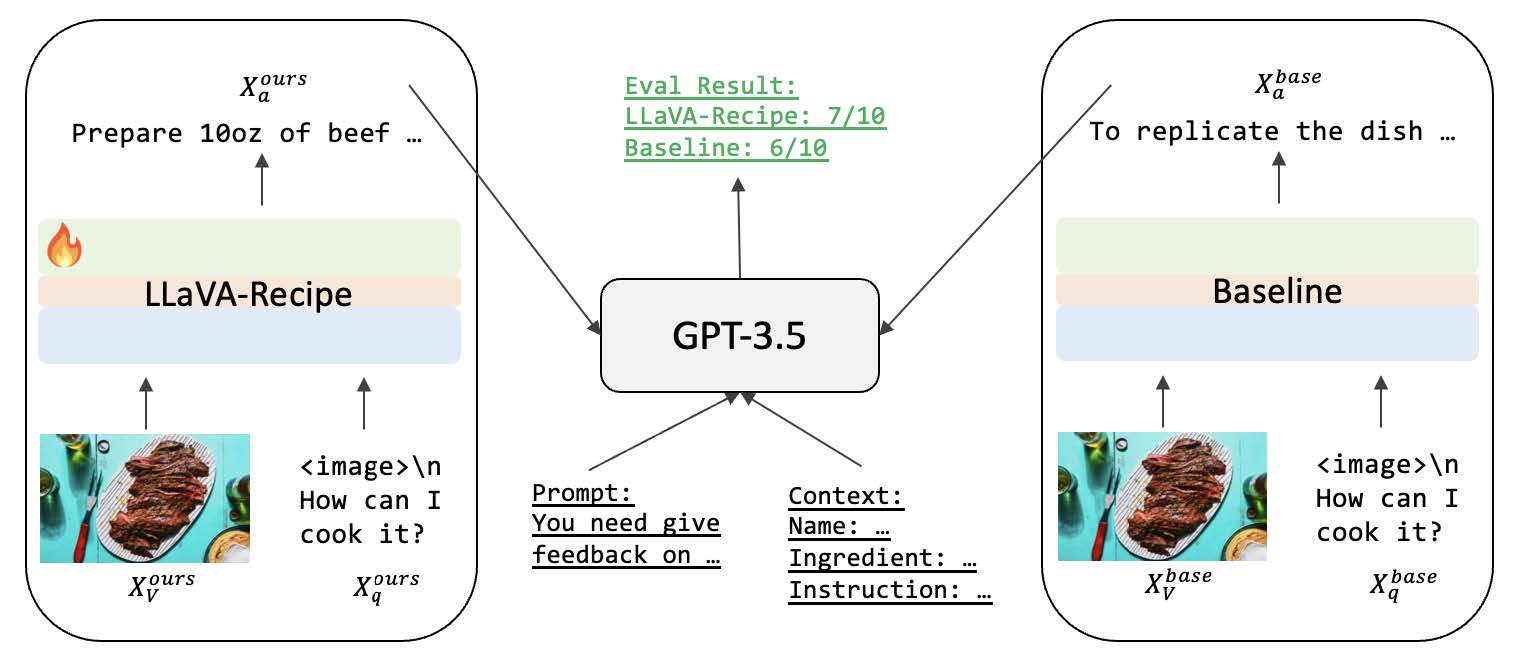 X_a^ours
Prepare 10oz of beef …
LLaVA-Recipe
<image>\n
How can I
cook it?
X_V^ours
X_q^ours
Eval Result:
LLaVA-Recipe: 7/10
Baseline: 6/10
GPT-3.5
Prompt:
You need give
feedback on …
Context:
Name: …
Ingredient: …
Instruction: …
X_a^base
To replicate the dish …
Baseline
<image>\n
How can I
cook it?
X_V^base
X_q^base